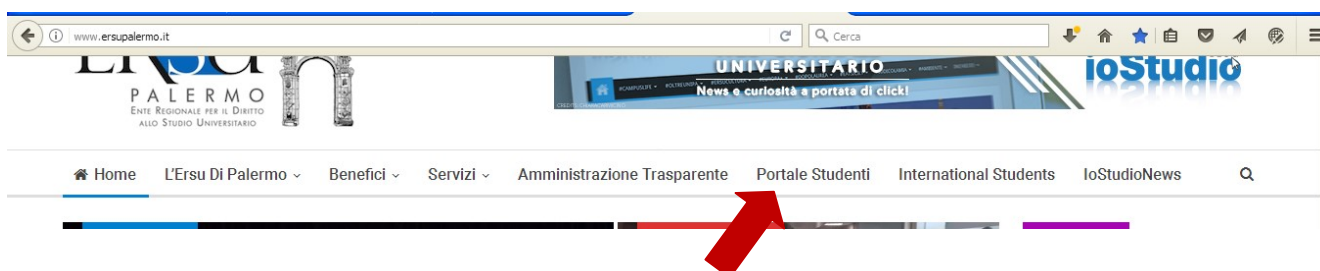 www.ersupalermo.it
Cerca
ERSU
PALERMO
ENTE REGIONALE PER IL DIRITTO
ALLO STUDIO UNIVERSITARIO
UNIVERSITARIO
News e curiosità a portata di click!
ioStudio
Home L'Ersu Di Palermo Benefici Servizi Amministrazione Trasparente Portale Studenti International Students IoStudioNews